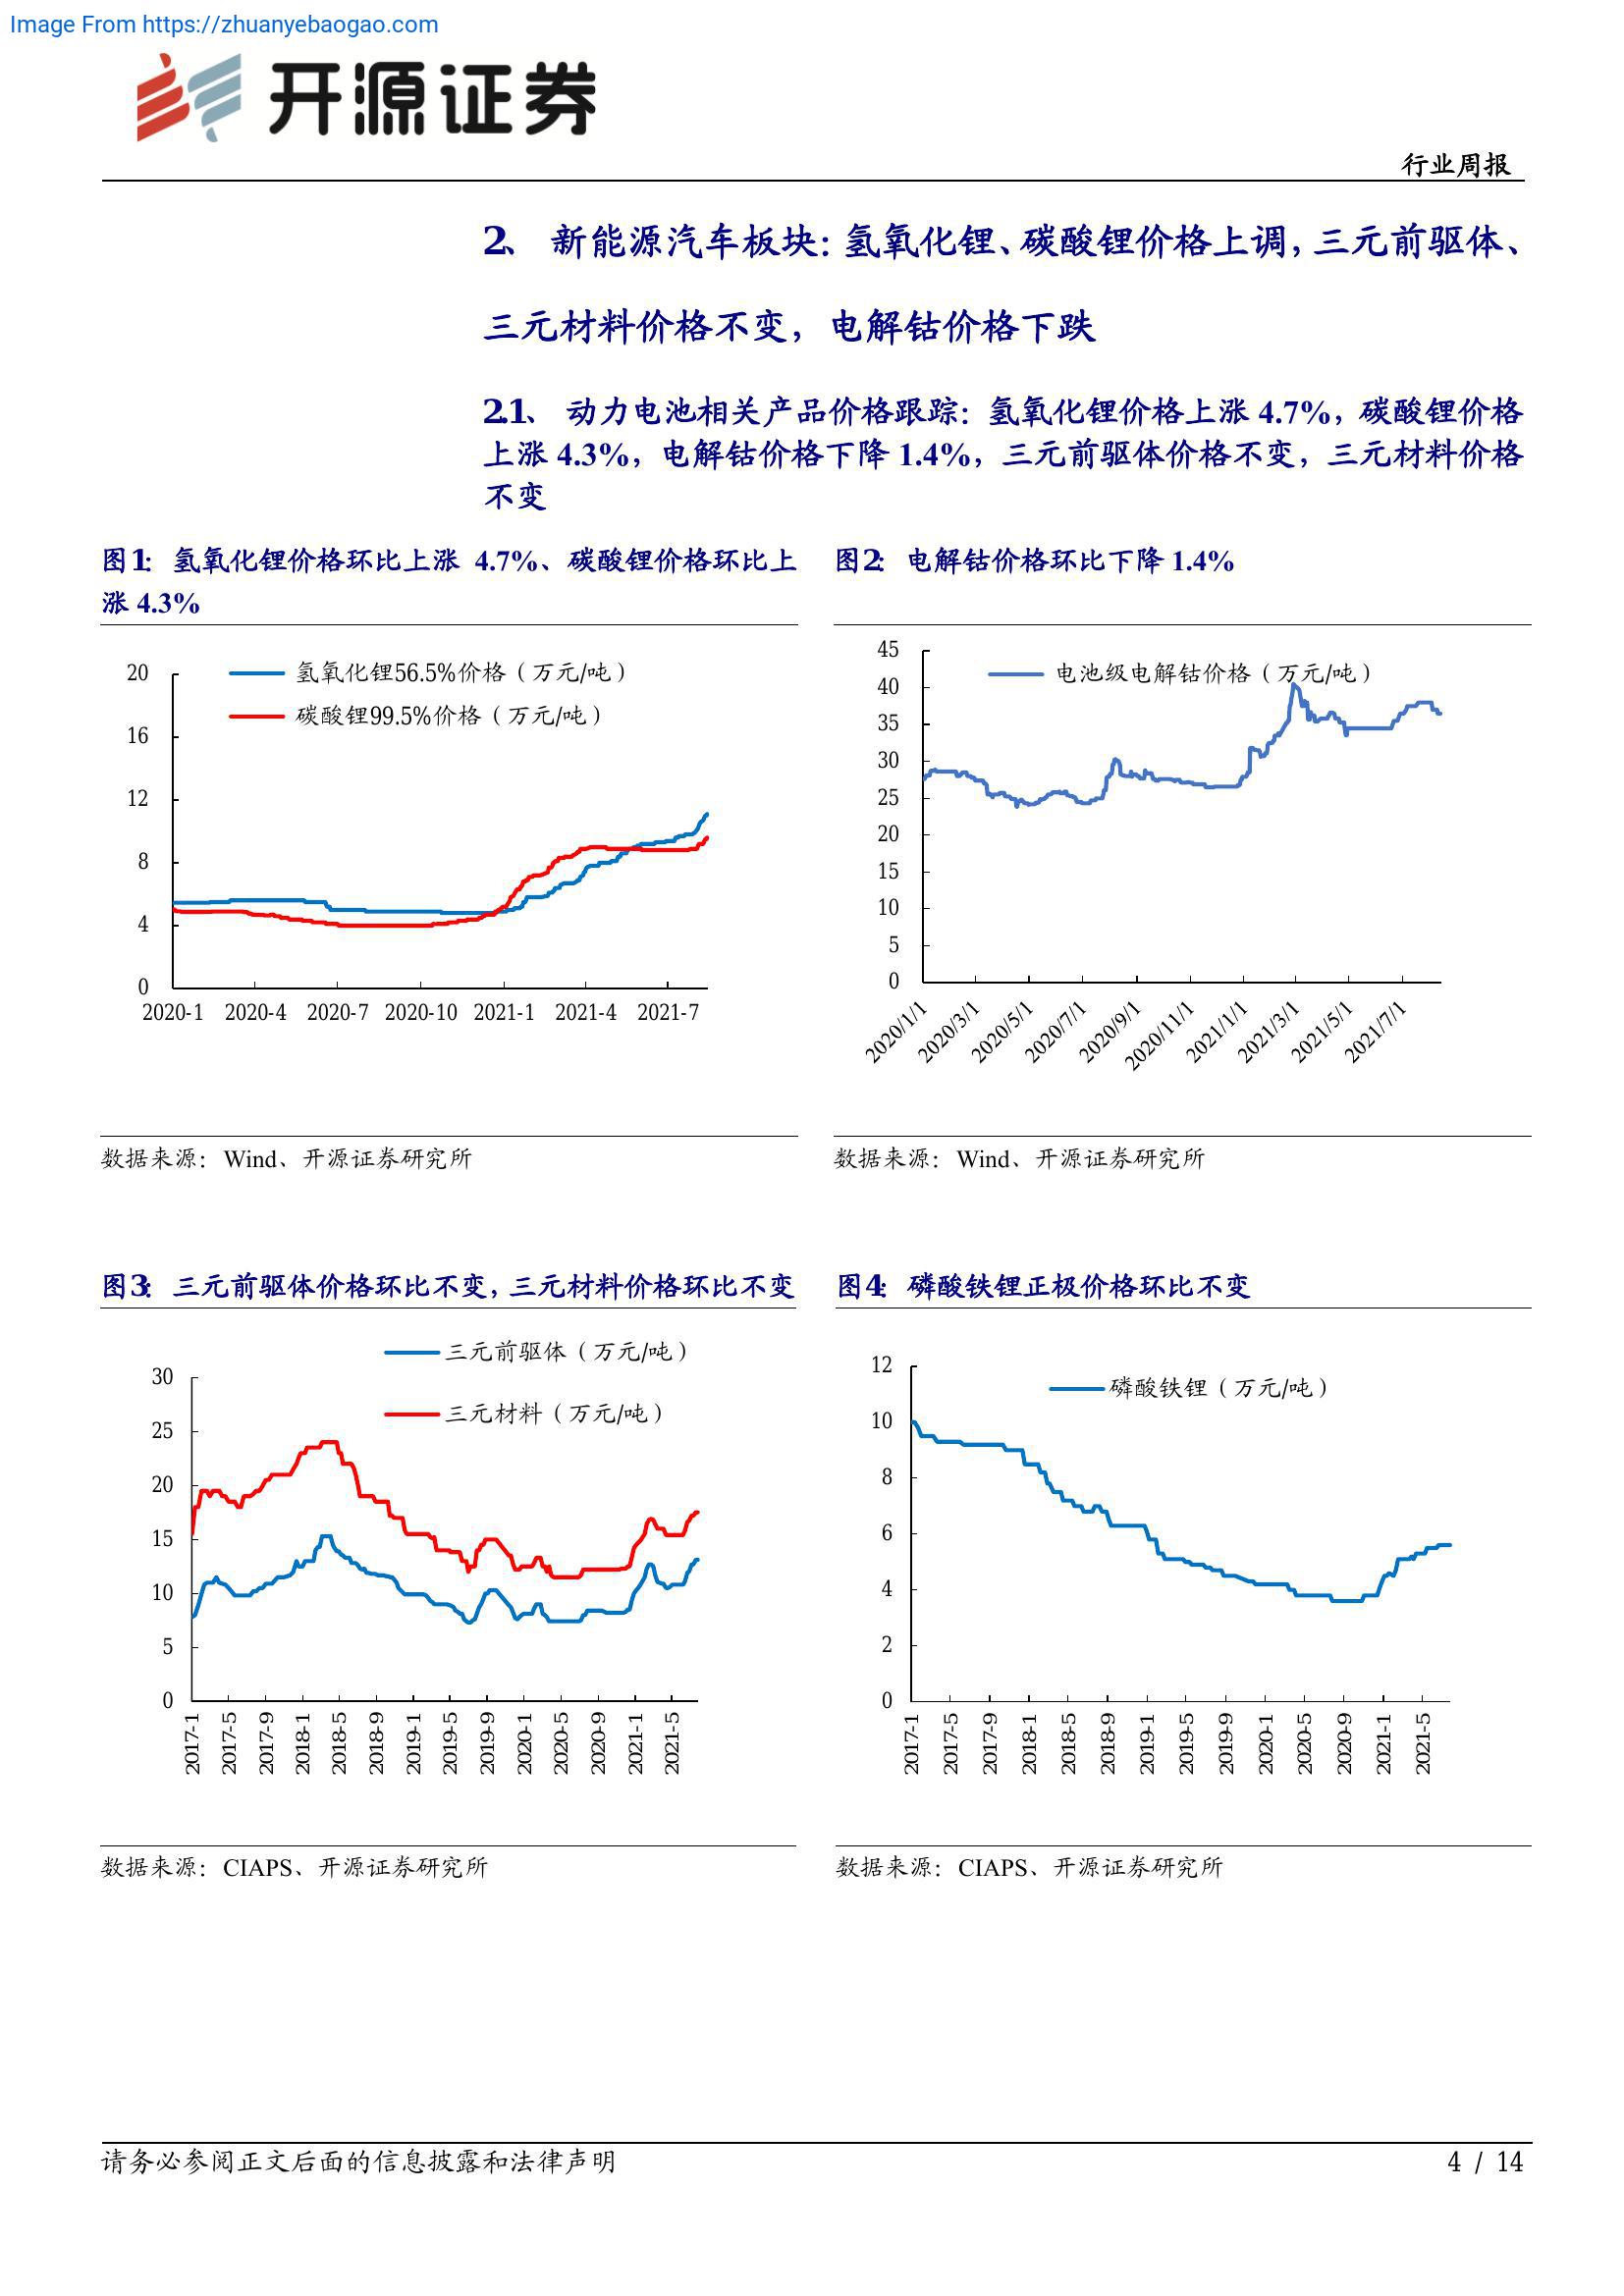 Image From https://zhuanyebaogao.com
开源证券
行业周报
2、 新能源汽车板块：氢氧化锂、碳酸锂价格上调，三元前驱体、
三元材料价格不变，电解钴价格下跌
2.1、 动力电池相关产品价格跟踪：氢氧化锂价格上涨 4.7%，碳酸锂价格
上涨 4.3%，电解钴价格下降 1.4%，三元前驱体价格不变，三元材料价格
不变
图1： 氢氧化锂价格环比上涨 4.7%、碳酸锂价格环比上
涨 4.3%
20
16
12
8
4
0
氢氧化锂56.5%价格（万元/吨）
碳酸锂99.5%价格（万元/吨）
2020-1 2020-4 2020-7 2020-10 2021-1 2021-4 2021-7
数据来源：Wind、开源证券研究所
图2： 电解钴价格环比下降 1.4%
45
40
35
30
25
20
15
10
5
0
电池级电解钴价格（万元/吨）
2020/1/1 2020/3/1 2020/5/1 2020/7/1 2020/9/1 2020/11/1 2021/1/1 2021/3/1 2021/5/1 2021/7/1
数据来源：Wind、开源证券研究所
图3： 三元前驱体价格环比不变，三元材料价格环比不变
三元前驱体（万元/吨）
三元材料（万元/吨）
30
25
20
15
10
5
0
2017-1 2017-5 2017-9 2018-1 2018-5 2018-9 2019-1 2019-5 2019-9 2020-1 2020-5 2020-9 2021-1 2021-5
数据来源：CIAPS、开源证券研究所
图4： 磷酸铁锂正极价格环比不变
12
10
8
6
4
2
0
磷酸铁锂（万元/吨）
2017-1 2017-5 2017-9 2018-1 2018-5 2018-9 2019-1 2019-5 2019-9 2020-1 2020-5 2020-9 2021-1 2021-5
数据来源：CIAPS、开源证券研究所
请务必参阅正文后面的信息披露和法律声明
4 / 14